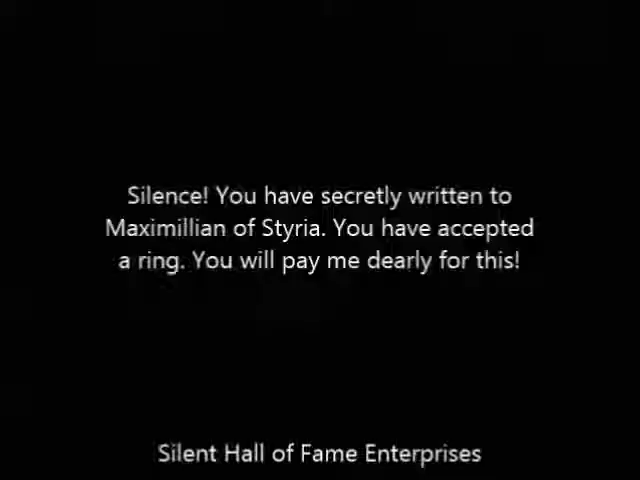 Silence! You have secretly written to
Maximillian of Styria. You have accepted
a ring. You will pay me dearly for this!
Silent Hall of Fame Enterprises